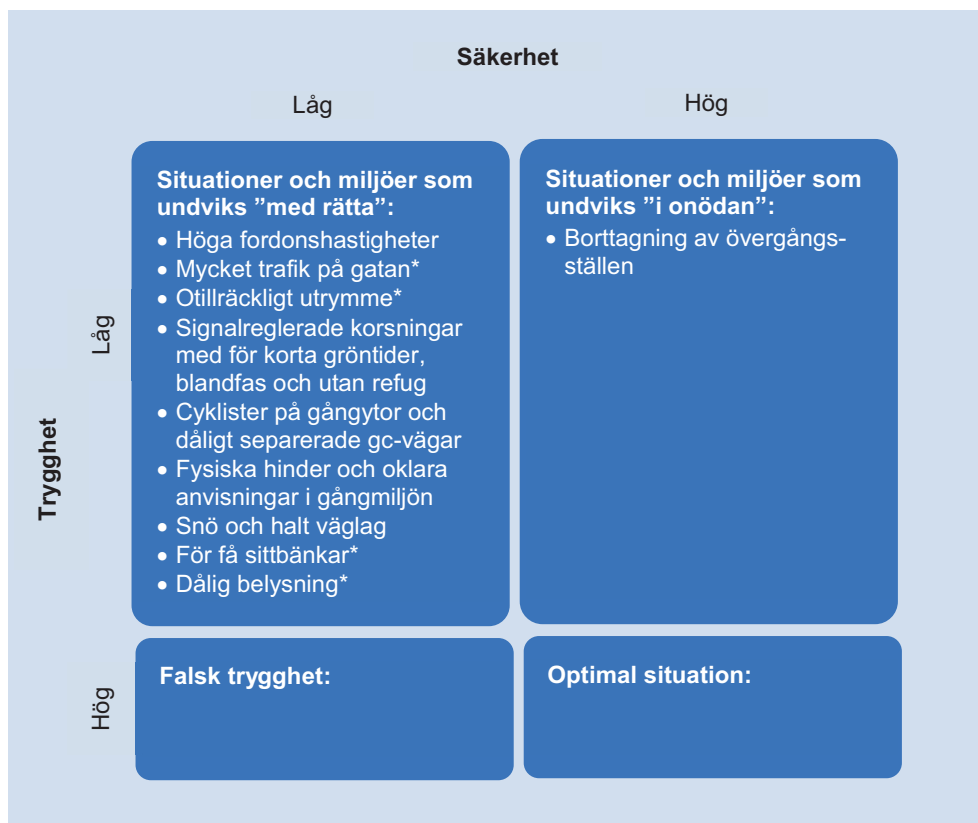 Säkerhet
Låg
Hög
Trygghet
Låg
Situationer och miljöer som
undviks ”med rätta”:
• Höga fordonshastigheter
• Mycket trafik på gatan*
• Otillräckligt utrymme*
• Signalreglerade korsningar
med för korta gröntider,
blandfas och utan refug
• Cyklister på gångytor och
dåligt separerade gc-vägar
• Fysiska hinder och oklara
anvisningar i gångmiljön
• Snö och halt väglag
• För få sittbänkar*
• Dålig belysning*
Situationer och miljöer som
undviks ”i onödan”:
• Borttagning av övergångs-
ställen
Hög
Falsk trygghet:
Optimal situation: